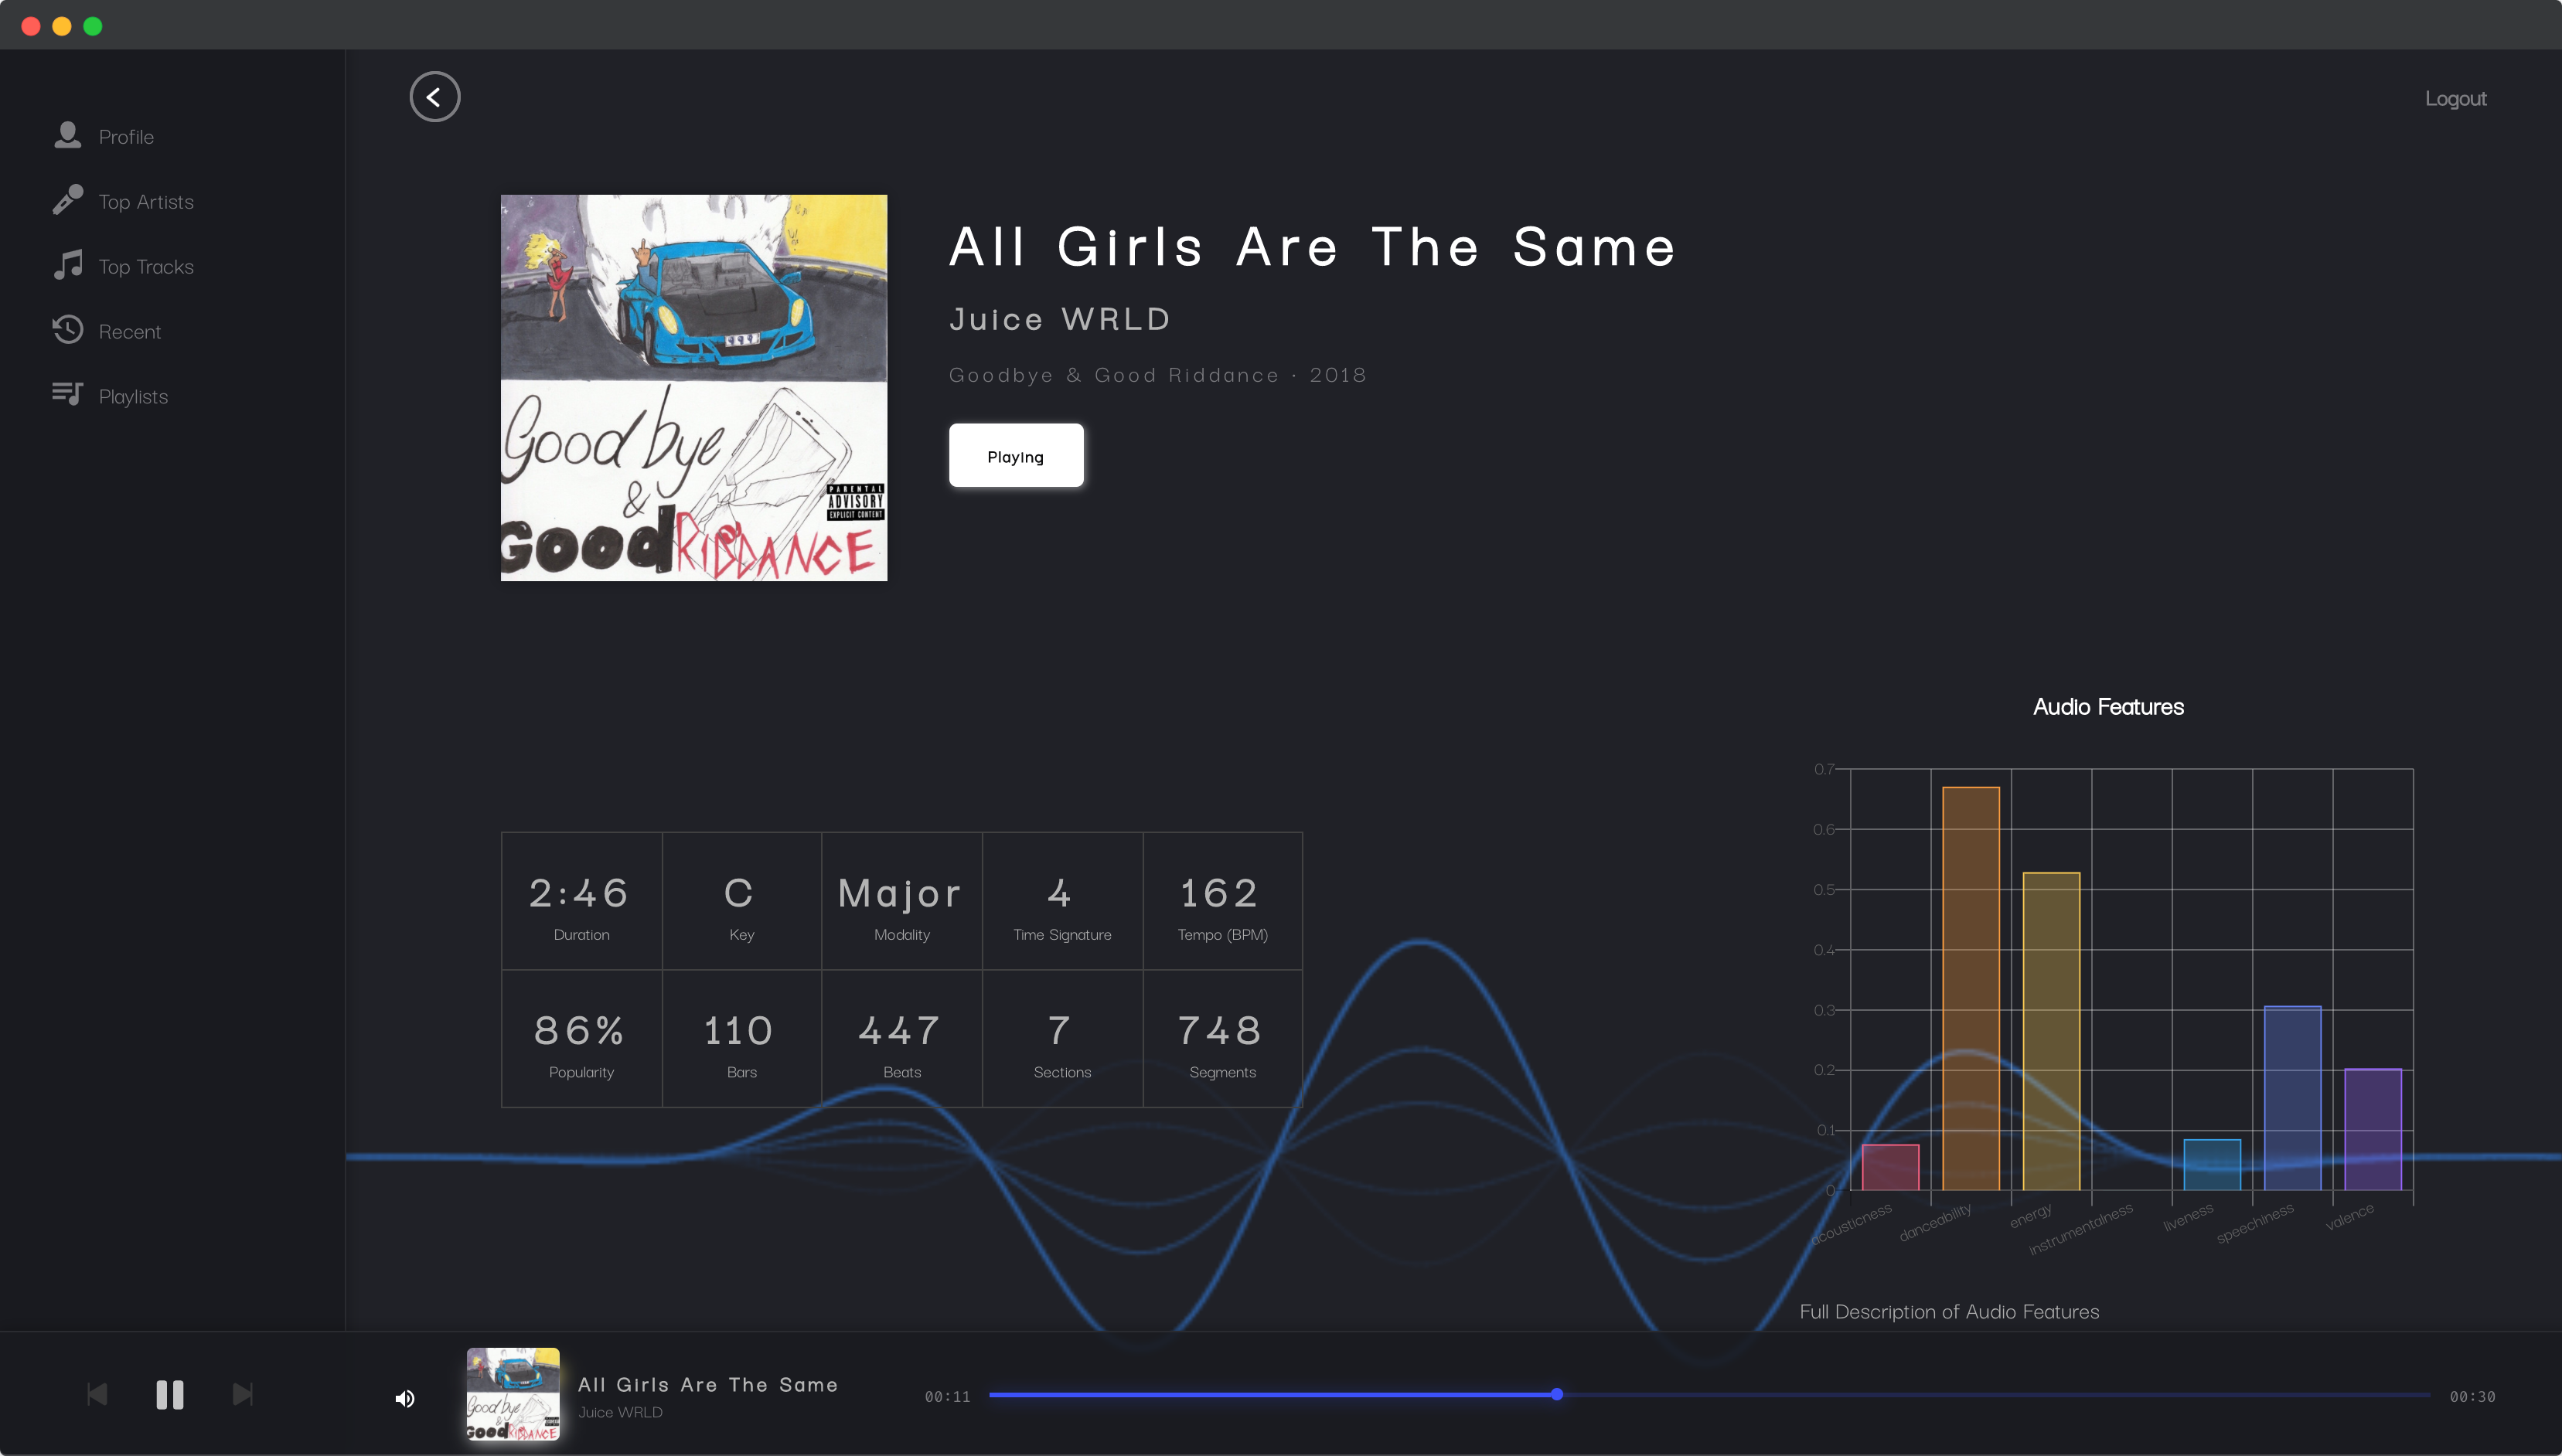 Logout
Profile
Top Artists
Top Tracks
Recent
Playlists
All Girls Are The Same
Juice WRLD
Goodbye & Good Riddance · 2018
Playing
Goodbye
&
Good RIDDANCE
PARENTAL
ADVISORY
EXPLICIT CONTENT
999
2:46
Duration
C
Key
Major
Modality
4
Time Signature
162
Tempo (BPM)
86%
Popularity
110
Bars
447
Beats
7
Sections
748
Segments
Audio Features
0.7
0.6
0.5
0.4
0.3
0.2
0.1
0
acousticness
danceability
energy
instrumentalness
liveness
speechiness
valence
Full Description of Audio Features
Goodbye
&
Good RIDDANCE
All Girls Are The Same
Juice WRLD
00:11
00:30